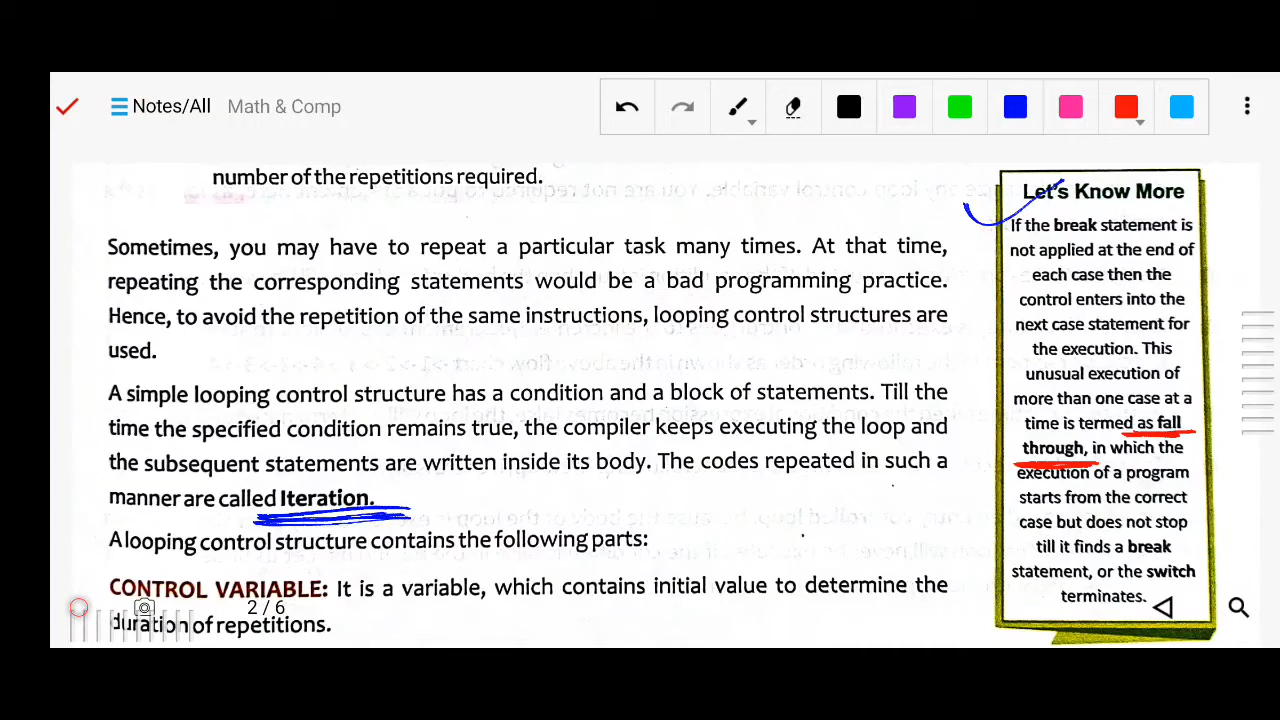 Notes/All Math & Comp
number of the repetitions required.
Sometimes, you may have to repeat a particular task many times. At that time,
repeating the corresponding statements would be a bad programming practice.
Hence, to avoid the repetition of the same instructions, looping control structures are
used.
A simple looping control structure has a condition and a block of statements. Till the
time the specified condition remains true, the compiler keeps executing the loop and
the subsequent statements are written inside its body. The codes repeated in such a
manner are called Iteration.
A looping control structure contains the following parts:
CONTROL VARIABLE: It is a variable, which contains initial value to determine the
duration of repetitions.
2 / 6
Let's Know More
If the break statement is
not applied at the end of
each case then the
control enters into the
next case statement for
the execution. This
unusual execution of
more than one case at a
time is termed as fall
through, in which the
execution of a program
starts from the correct
case but does not stop
till it finds a break
statement, or the switch
terminates.